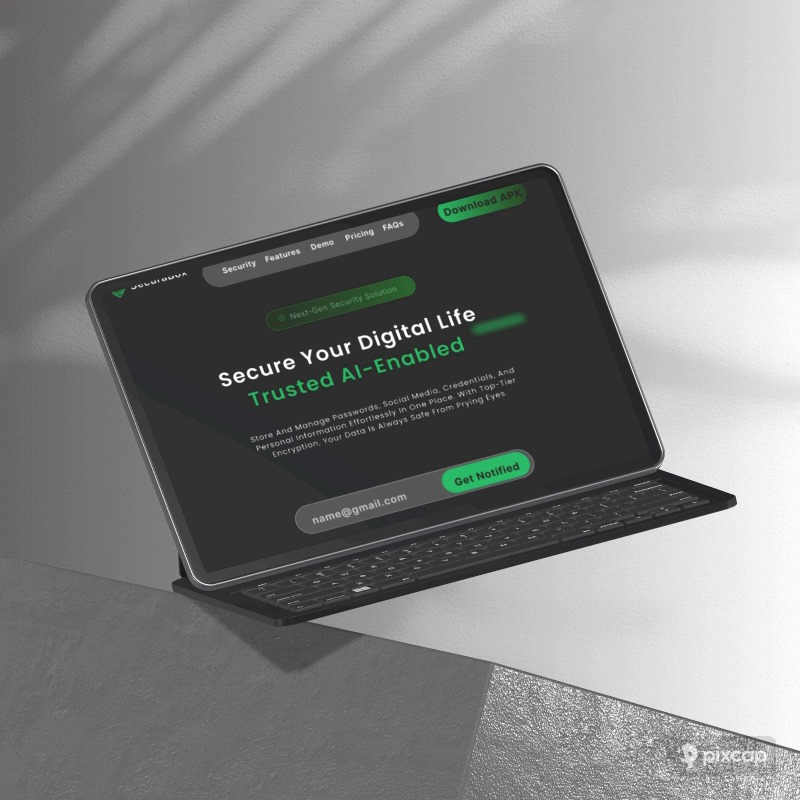 SecuraBox
Security Features Demo Pricing FAQs
Download APK
Next-Gen Security Solution
Secure Your Digital Life
Trusted AI-Enabled
Store And Manage Passwords, Social Media, Credentials, And
Personal Information Effortlessly In One Place. With Top-Tier
Encryption, Your Data Is Always Safe From Prying Eyes.
name@gmail.com
Get Notified
pixcap